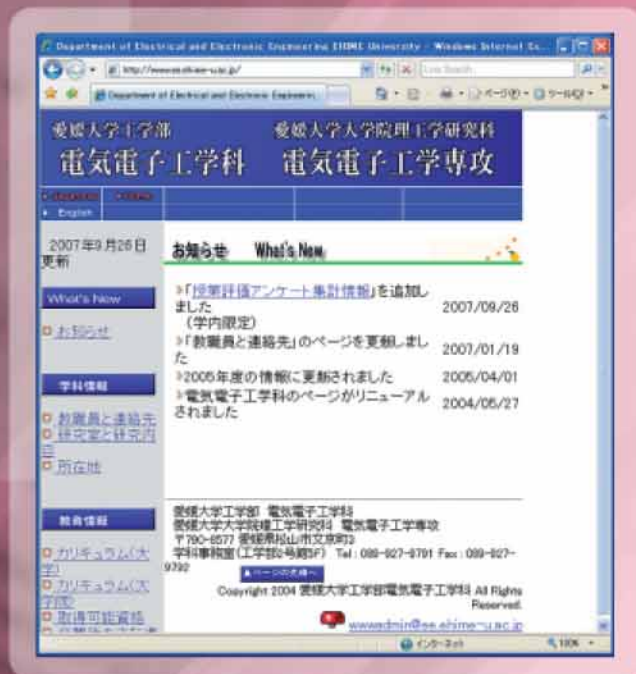 Department of Electrical and Electronic Engineering EHIME University - Windows Internet Ex...
Live Search
Department of Electrical and Electronic Engineerin...
ページ(P)
ツール(O)
愛媛大学工学部
愛媛大学大学院理工学研究科
電気電子工学科
電気電子工学専攻
English
2007年9月26日
更新
お知らせ What's New
What's New
お知らせ
「授業評価アンケート集計情報」を追加し
ました
(学内限定)
2007/09/26
「教職員と連絡先」のページを更新しまし
た
2007/01/19
2005年度の情報に更新されました
2005/04/01
電気電子工学科のページがリニューアル
されました
2004/05/27
学科情報
教職員と連絡先
研究室と研究内
容
所在地
教育情報
カリキュラム(大
学)
カリキュラム(大
学院)
取得可能資格
愛媛大学工学部 電気電子工学科
愛媛大学大学院理工学研究科 電気電子工学専攻
〒790-8577 愛媛県松山市文京町3
学科事務室(工学部2号館5F) Tel : 089-927-9791 Fax : 089-927-
9792
▲ページの先頭へ
Copyright 2004 愛媛大学工学部電気電子工学科 All Rights
Reserved.
wwwadmin@ee.ehime-u.ac.jp
インターネット
100%